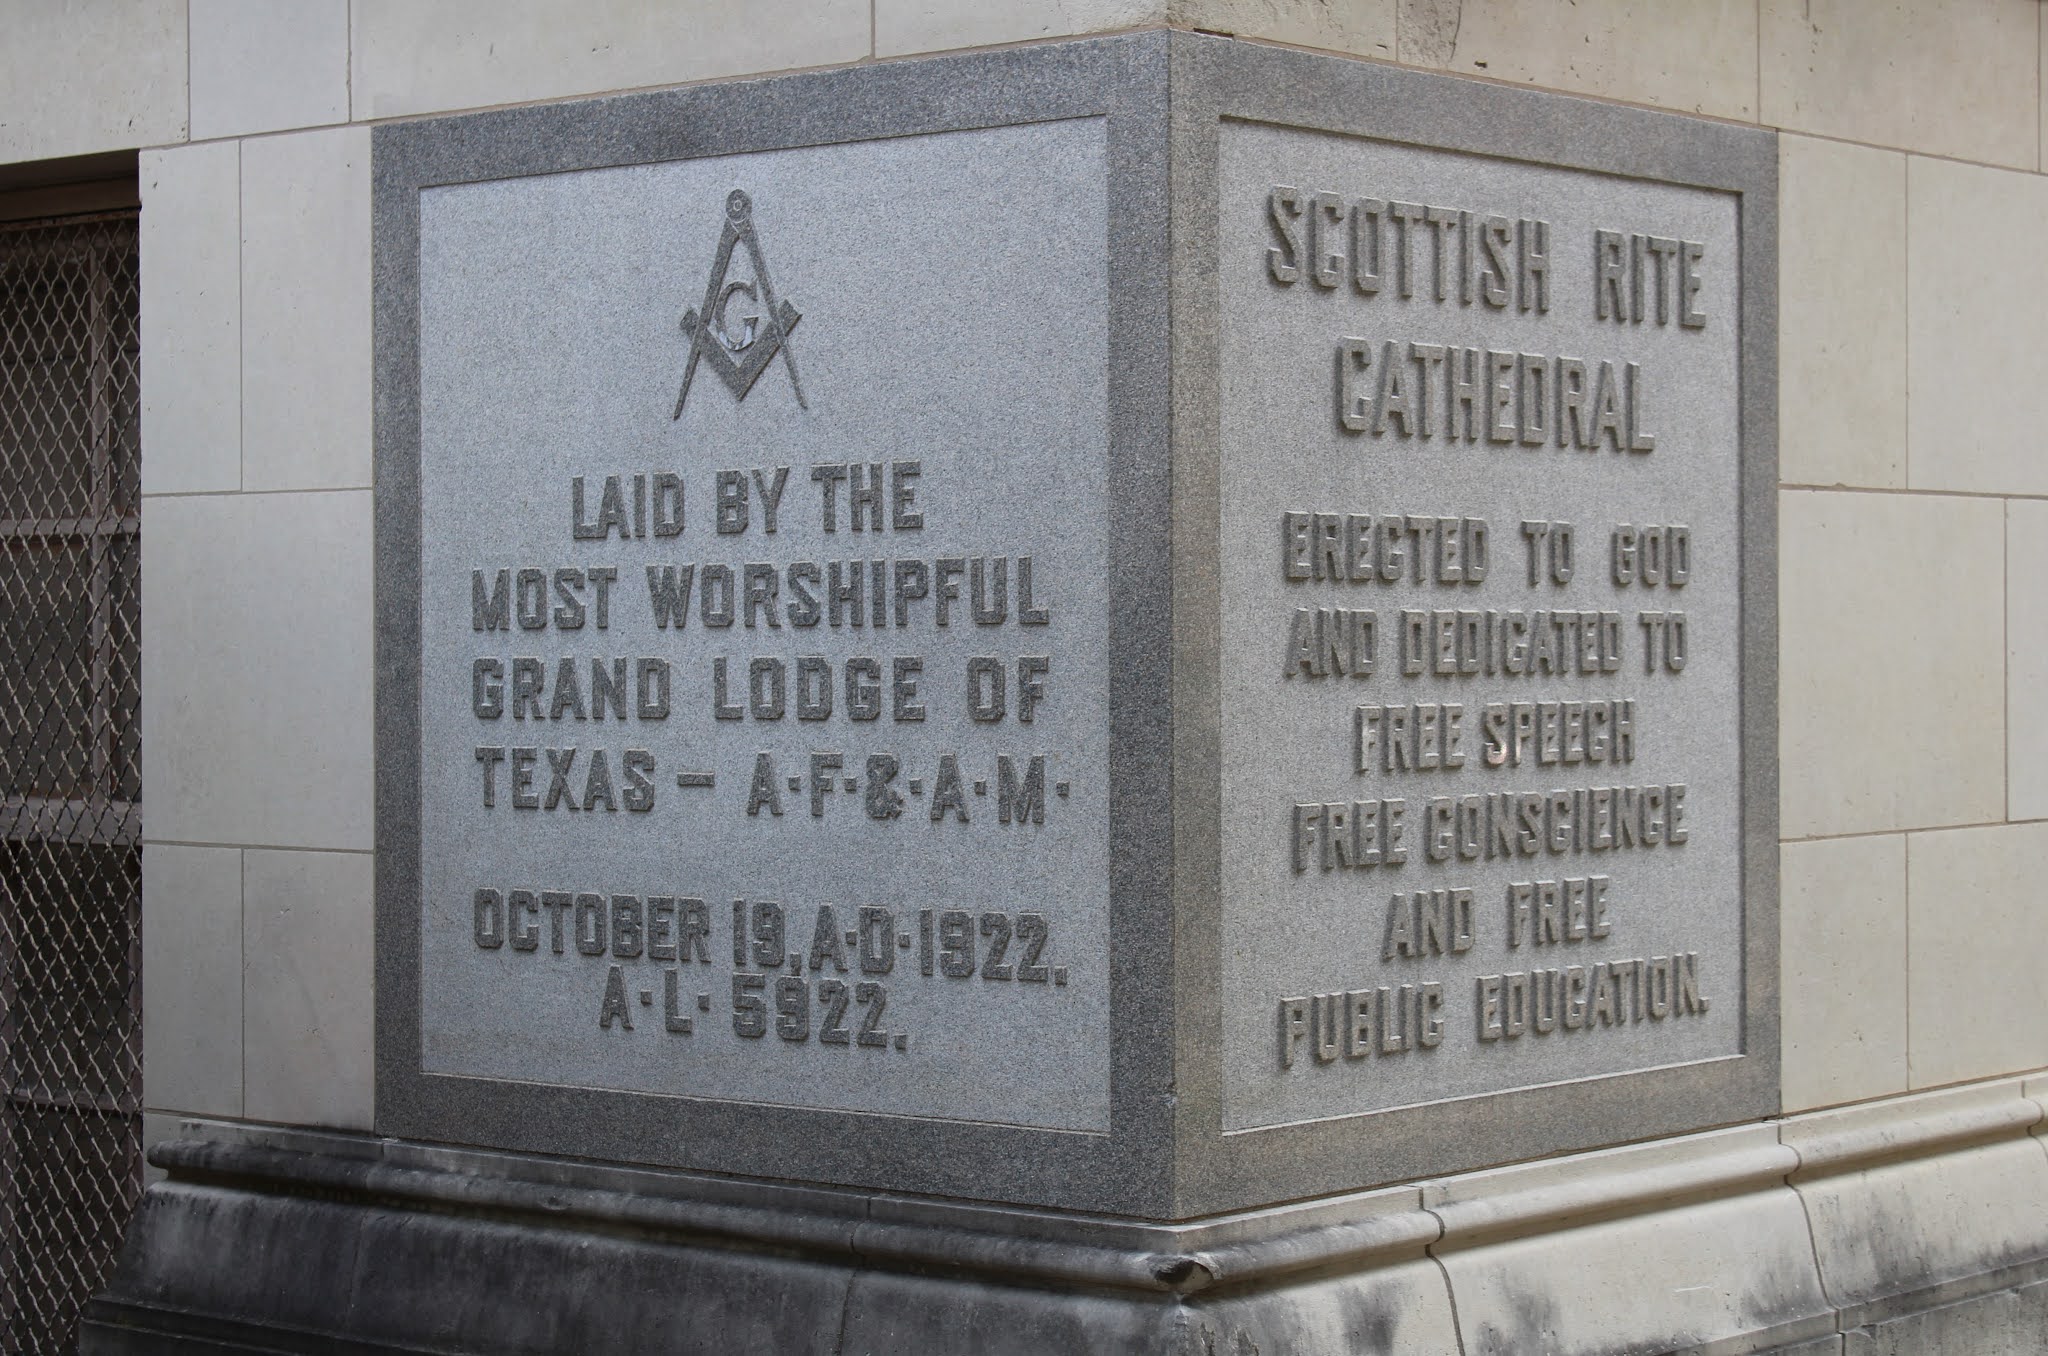 G
LAID BY THE
MOST WORSHIPFUL
GRAND LODGE OF
TEXAS — A·F·&·A·M·
OCTOBER 19, A·D·1922.
A·L· 5922.
SCOTTISH RITE
CATHEDRAL
ERECTED TO GOD
AND DEDICATED TO
FREE SPEECH
FREE CONSCIENCE
AND FREE
PUBLIC EDUCATION.